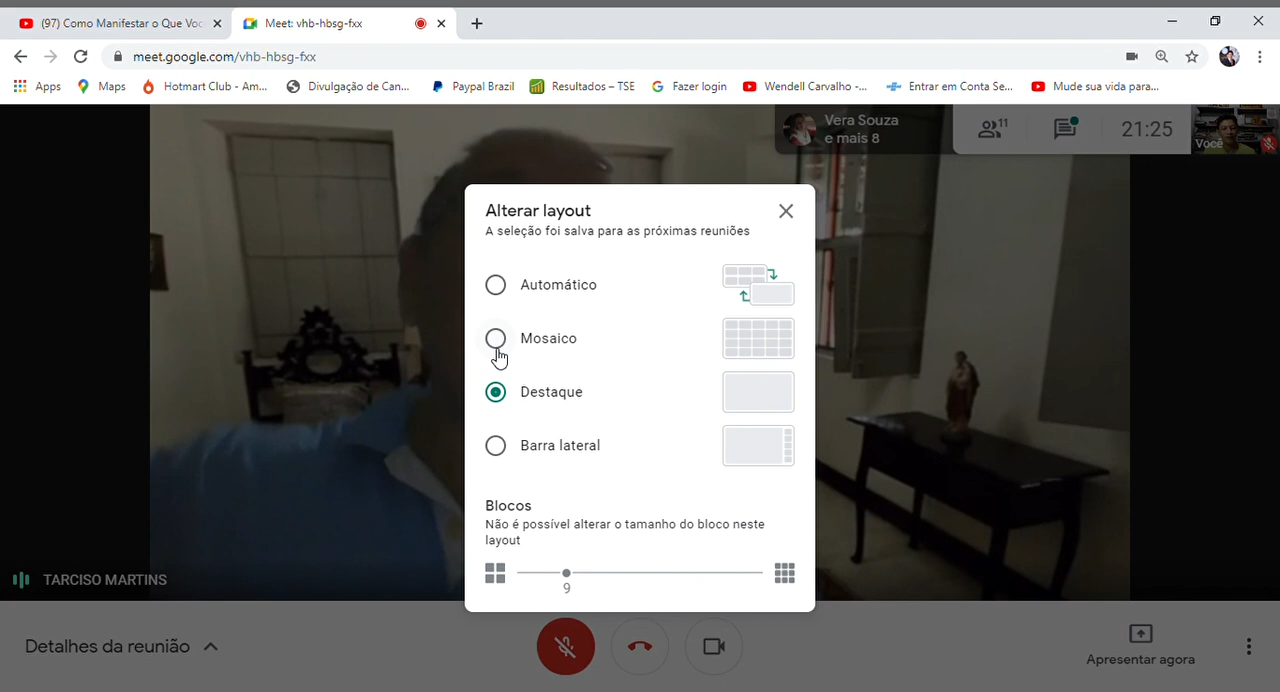 (97) Como Manifestar o Que Voc
Meet: vhb-hbsg-fxx
meet.google.com/vhb-hbsg-fxx
Apps
Maps
Hotmart Club - Am...
Divulgação de Can...
Paypal Brazil
Resultados – TSE
Fazer login
Wendell Carvalho -...
Entrar em Conta Se...
Mude sua vida para...
Vera Souza
e mais 8
11
21:25
Você
Alterar layout
A seleção foi salva para as próximas reuniões
Automático
Mosaico
Destaque
Barra lateral
Blocos
Não é possível alterar o tamanho do bloco neste
layout
9
TARCISO MARTINS
Detalhes da reunião
Apresentar agora